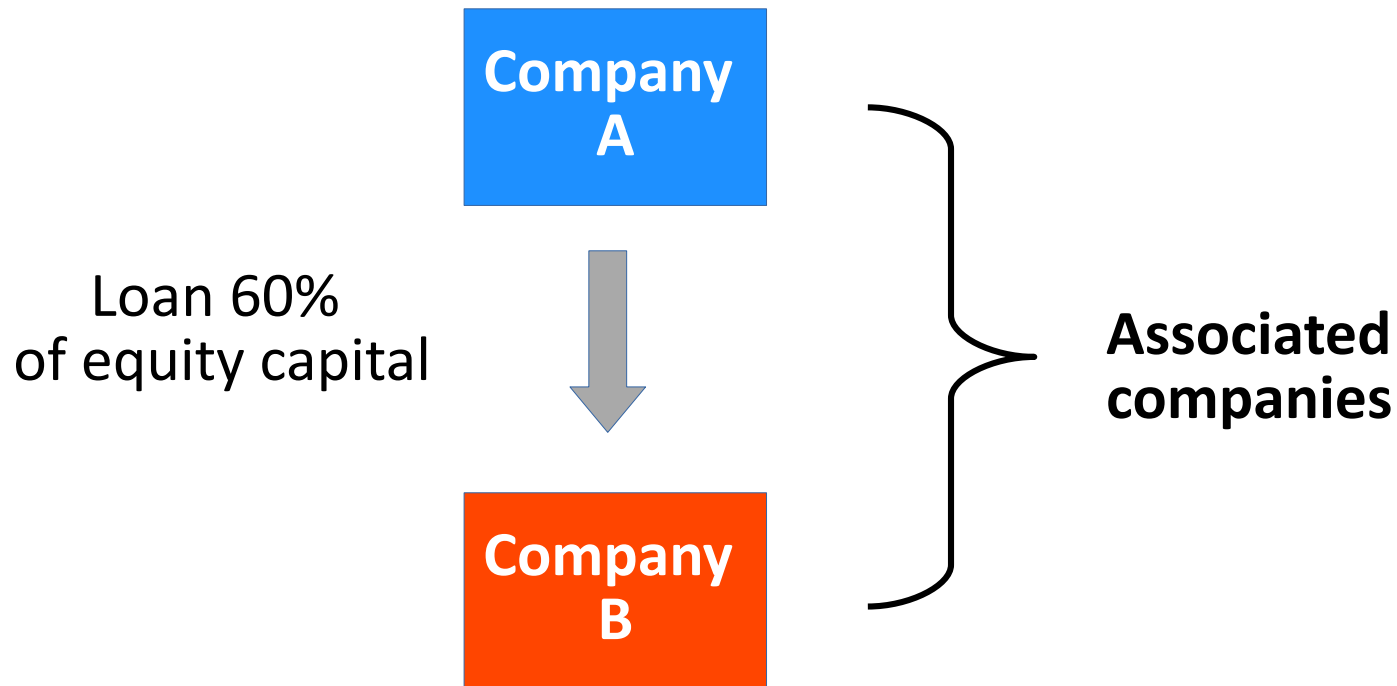 Company
A
Loan 60%
of equity capital
Associated
companies
Company
B